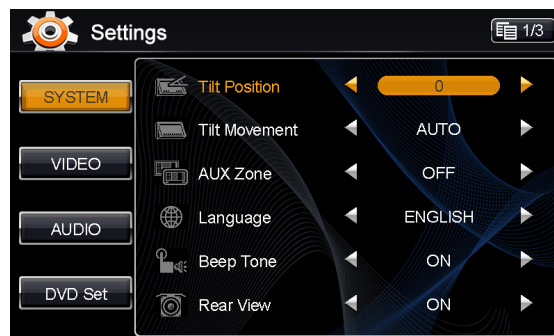 Settings
1/3
SYSTEM
VIDEO
AUDIO
DVD Set
Tilt Position 0
Tilt Movement AUTO
AUX Zone OFF
Language ENGLISH
Beep Tone ON
Rear View ON